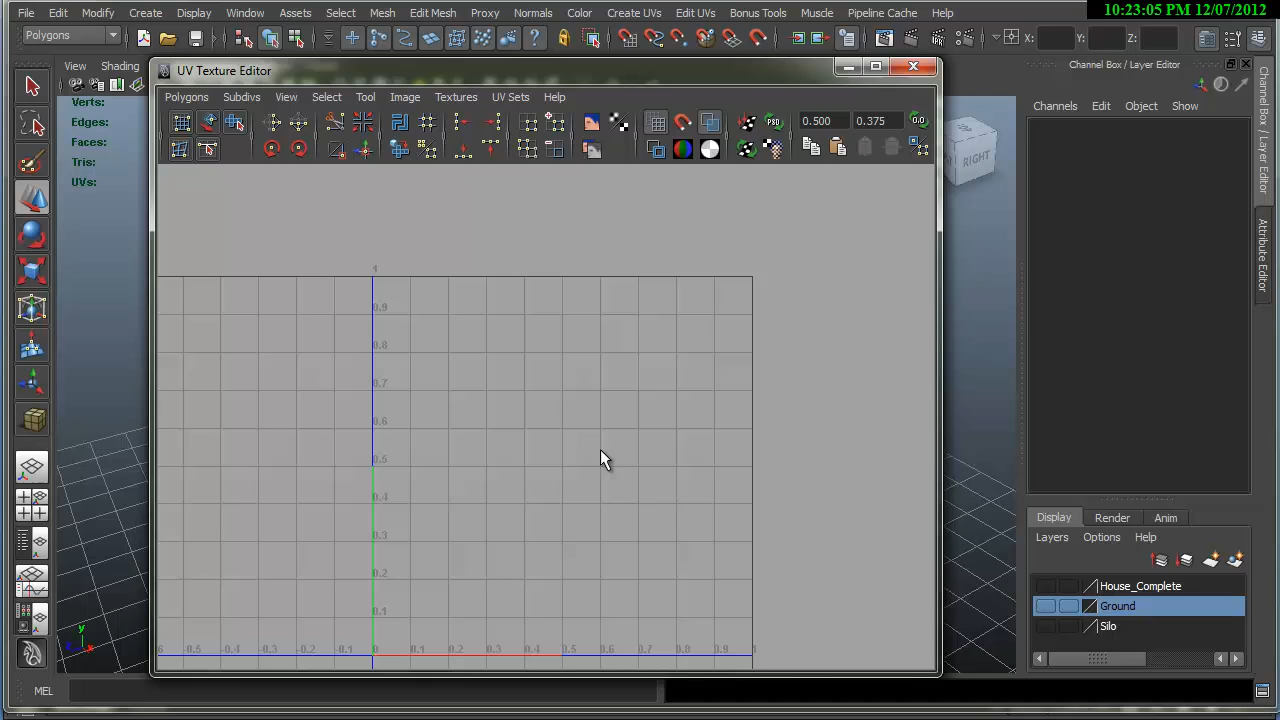 File Edit Modify Create Display Window Assets Select Mesh Edit Mesh Proxy Normals Color Create UVs Edit UVs Bonus Tools Muscle Pipeline Cache Help
10:23:05 PM 12/07/2012
Polygons
X: Y: Z:
View Shading
UV Texture Editor
Channel Box / Layer Editor
Polygons Subdivs View Select Tool Image Textures UV Sets Help
Channels Edit Object Show
0.500 0.375
Verts:
Edges:
Faces:
Tris:
UVs:
RIGHT
Channel Box / Layer Editor
Attribute Editor
1
0.9
0.8
0.7
0.6
0.5
0.4
0.3
0.2
0.1
6 -0.5 -0.4 -0.3 -0.2 -0.1 0 0.1 0.2 0.3 0.4 0.5 0.6 0.7 0.8 0.9 1
Display Render Anim
Layers Options Help
House_Complete
Ground
Silo
y
x
MEL